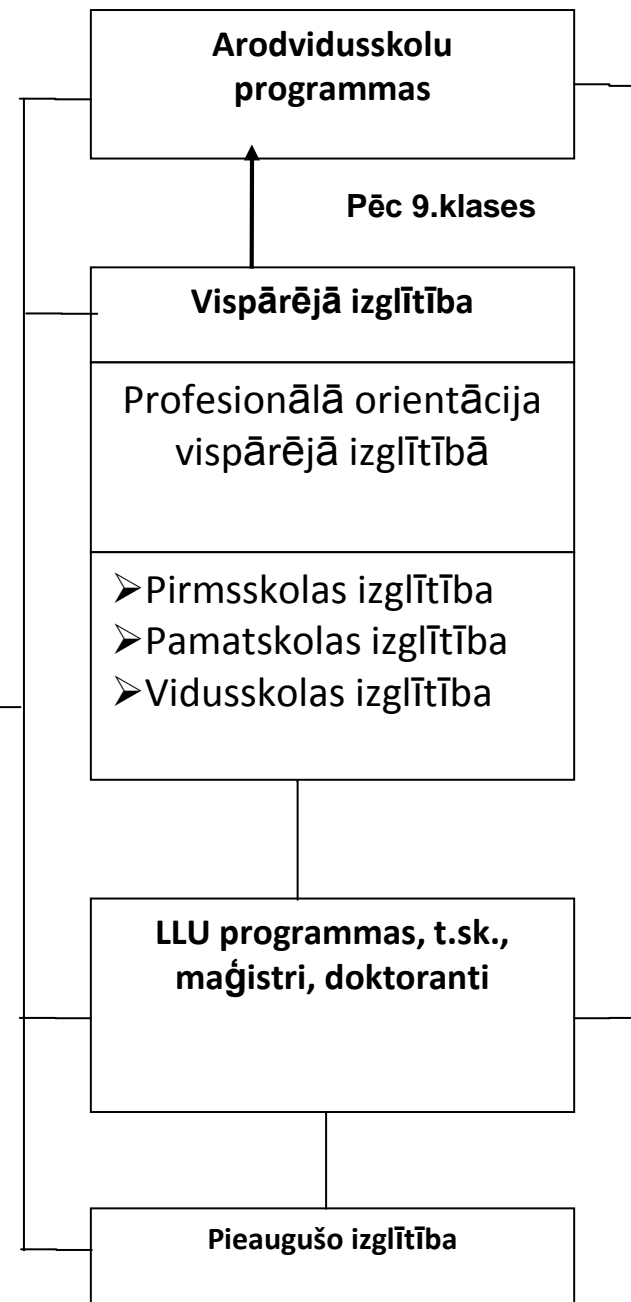 Arodvidusskolu
programmas
Pēc 9.klases
Vispārējā izglītība
Profesionālā orientācija
vispārējā izglītībā
➢Pirmsskolas izglītība
➢Pamatskolas izglītība
➢Vidusskolas izglītība
LLU programmas, t.sk.,
maģistri, doktoranti
Pieaugušo izglītība